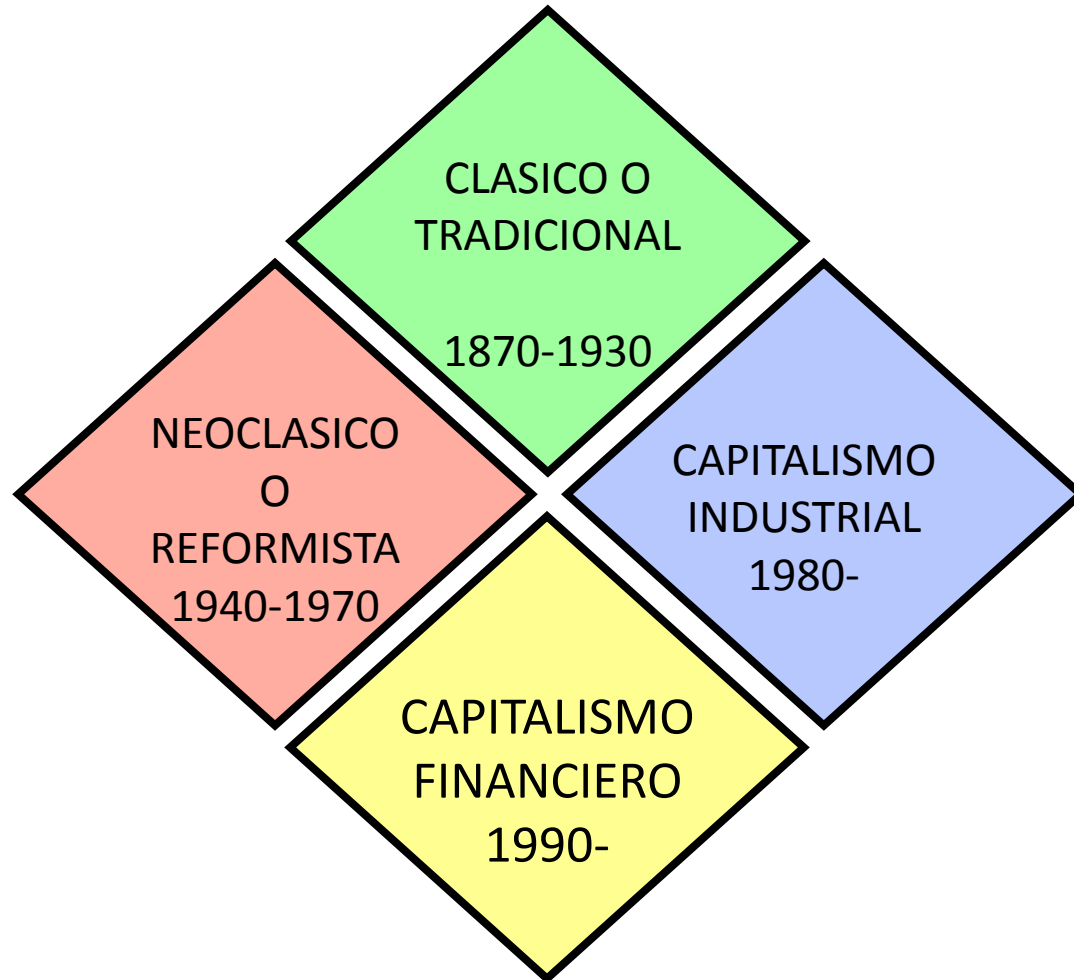 CLASICO O
TRADICIONAL
1870-1930
NEOCLASICO
O
REFORMISTA
1940-1970
CAPITALISMO
INDUSTRIAL
1980-
CAPITALISMO
FINANCIERO
1990-